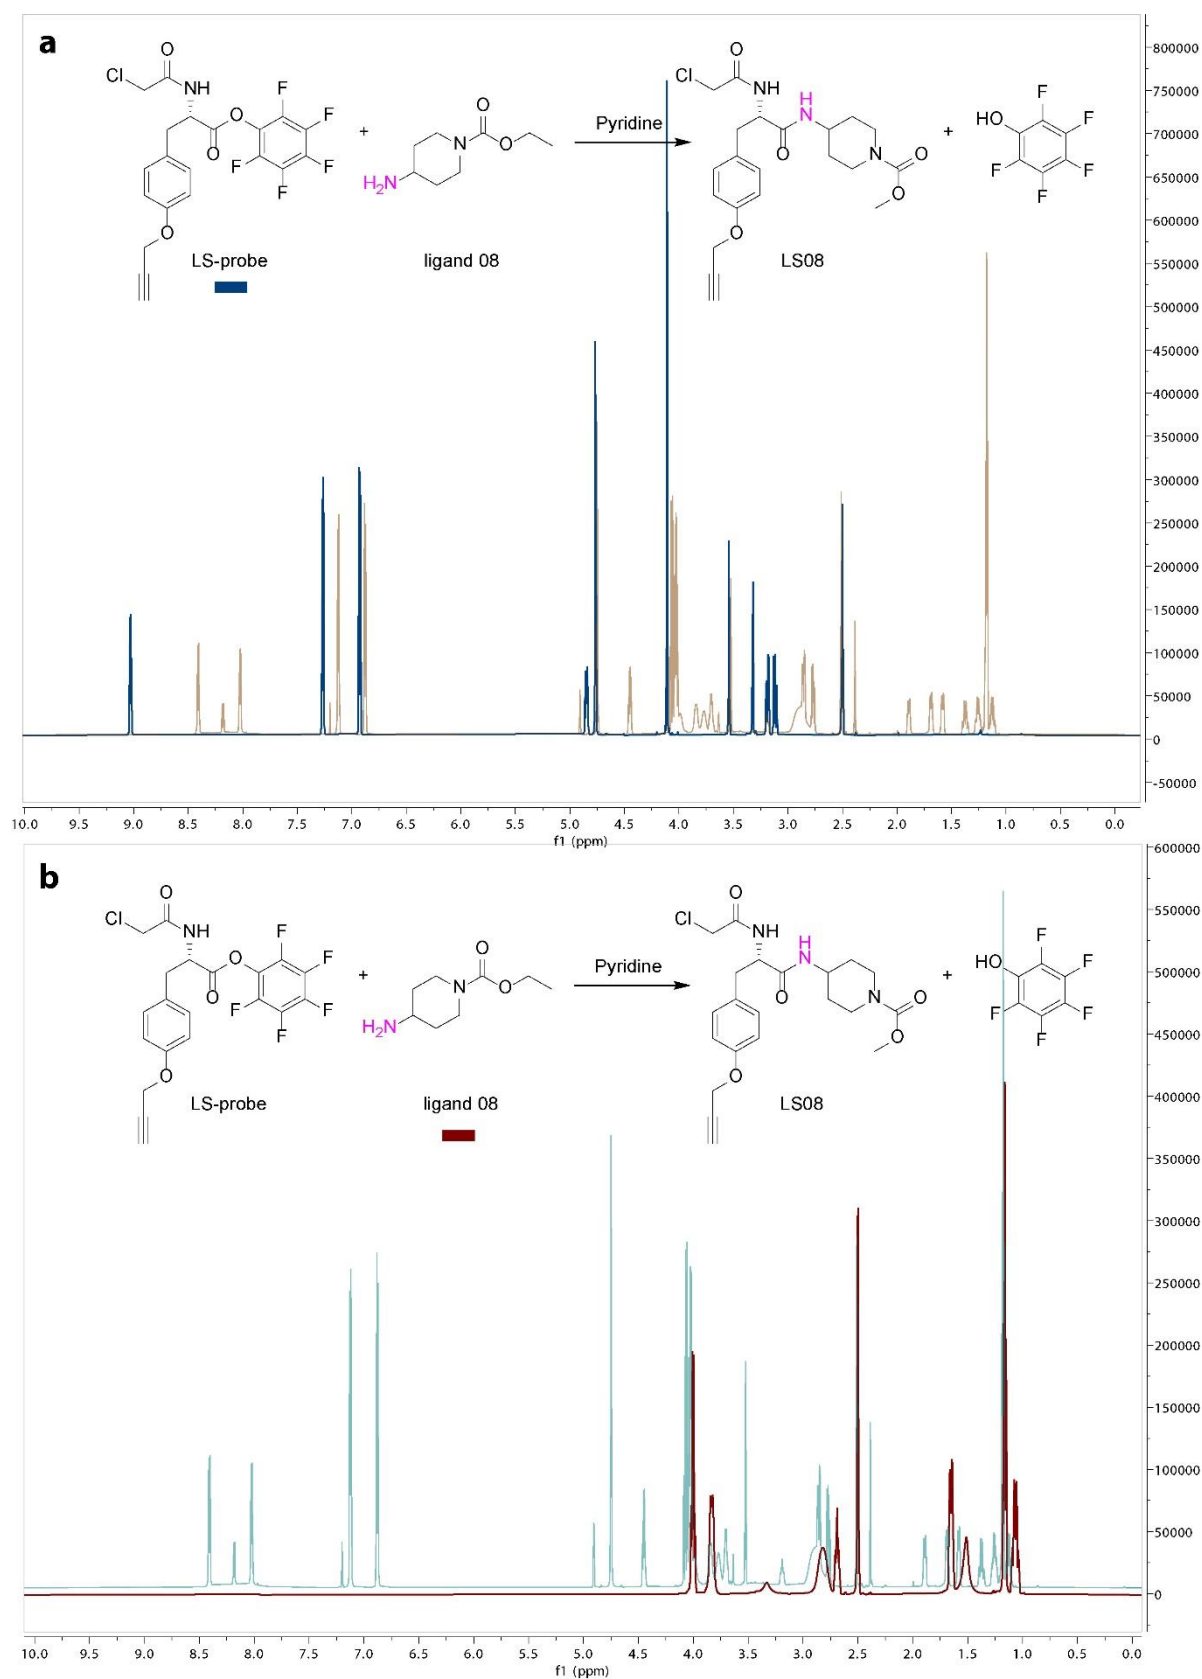 a
O
Cl
NH
F
F
O
F
O
F
F
O
LS-probe
+
O
N
O
H₂N
ligand 08
Pyridine
O
Cl
NH
H
N
O
N
O
O
O
LS08
+
F
HO
F
F
F
F
800000
750000
700000
650000
600000
550000
500000
450000
400000
350000
300000
250000
200000
150000
100000
50000
0
-50000
10.0 9.5 9.0 8.5 8.0 7.5 7.0 6.5 6.0 5.5 5.0 4.5 4.0 3.5 3.0 2.5 2.0 1.5 1.0 0.5 0.0
f1 (ppm)
b
O
Cl
NH
F
F
O
F
O
F
F
O
LS-probe
+
O
N
O
H₂N
ligand 08
Pyridine
O
Cl
NH
H
N
O
N
O
O
O
LS08
+
F
HO
F
F
F
F
600000
550000
500000
450000
400000
350000
300000
250000
200000
150000
100000
50000
0
10.0 9.5 9.0 8.5 8.0 7.5 7.0 6.5 6.0 5.5 5.0 4.5 4.0 3.5 3.0 2.5 2.0 1.5 1.0 0.5 0.0
f1 (ppm)